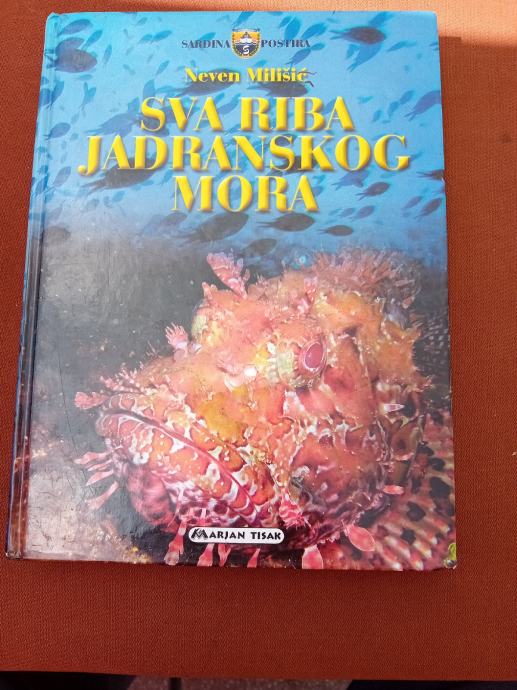 SARDINA POSTIRA
Neven Milišić
SVA RIBA
JADRANSKOG
MORA
MARJAN TISAK